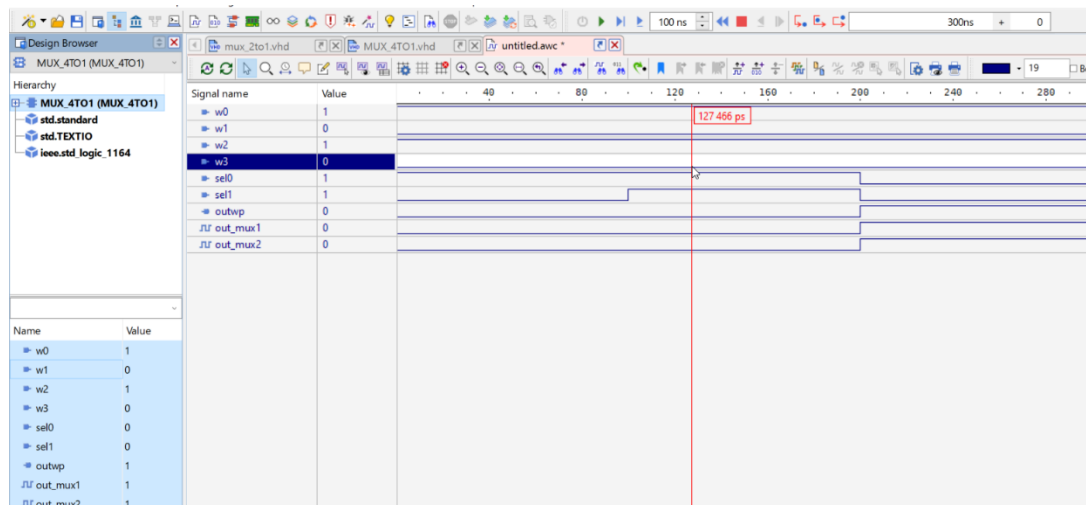 100 ns
300ns
+
0
Design Browser
mux_2to1.vhd
MUX_4TO1.vhd
untitled.awc *
MUX_4TO1 (MUX_4TO1)
19
Hierarchy
MUX_4TO1 (MUX_4TO1)
std.standard
std.TEXTIO
ieee.std_logic_1164
Signal name Value 40 80 120 160 200 240 280
w0 1
127 466 ps
w1 0
w2 1
w3 0
sel0 1
sel1 1
outwp 0
out_mux1 0
out_mux2 0
Name Value
w0 1
w1 0
w2 1
w3 0
sel0 0
sel1 0
outwp 1
out_mux1 1